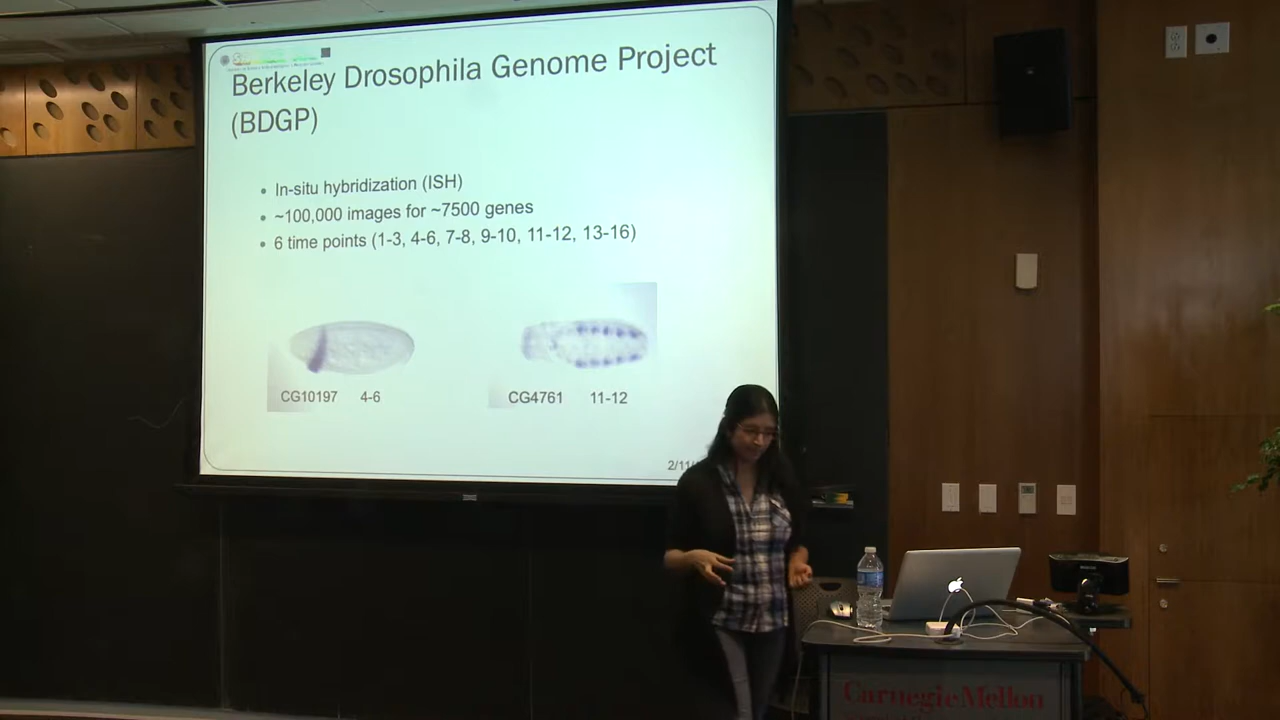 Berkeley Drosophila Genome Project
(BDGP)
• In-situ hybridization (ISH)
• ~100,000 images for ~7500 genes
• 6 time points (1-3, 4-6, 7-8, 9-10, 11-12, 13-16)
CG10197 4-6
CG4761 11-12
2/11/
Carnegie Mellon